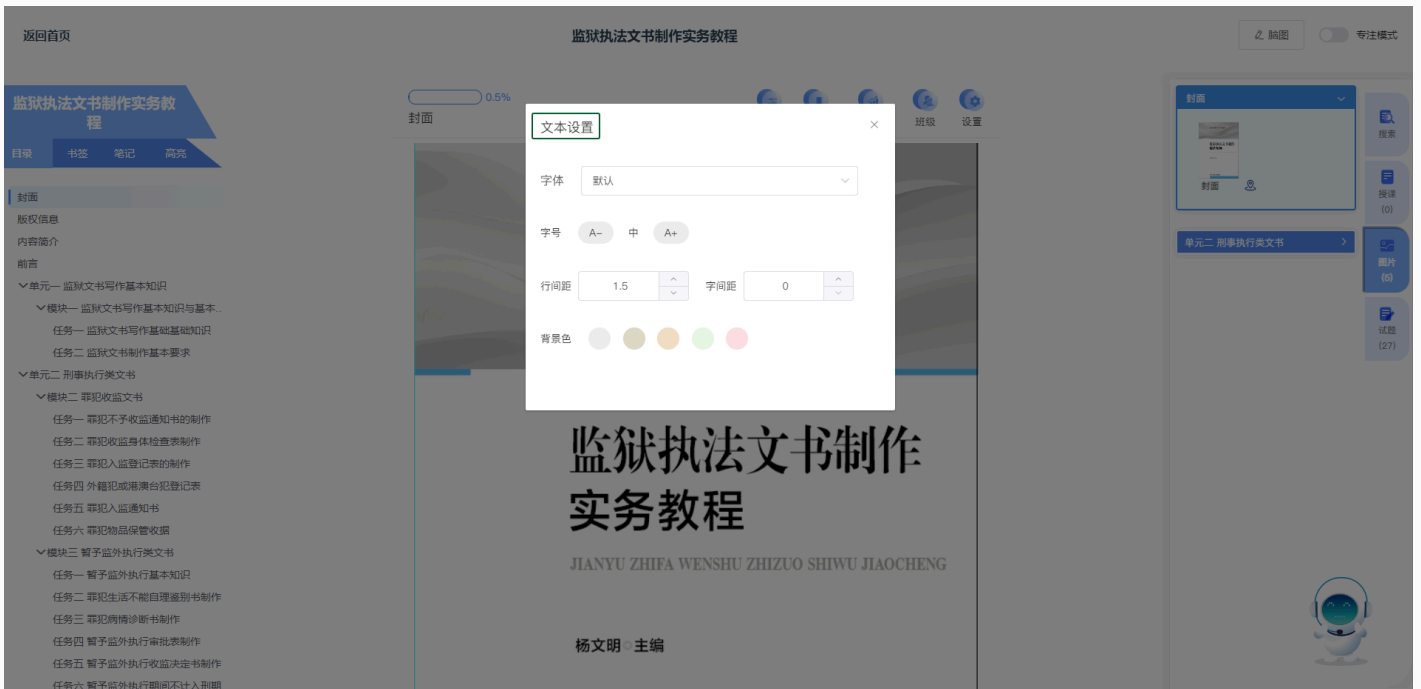 返回首页
监狱执法文书制作实务教程
脑图
专注模式
监狱执法文书制作实务教
程
目录 书签 笔记 高亮
封面
版权信息
内容简介
前言
单元一 监狱文书写作基本知识
模块一 监狱文书写作基本知识与基本..
任务一 监狱文书写作基础基础知识
任务二 监狱文书制作基本要求
单元二 刑事执行类文书
模块二 罪犯收监文书
任务一 罪犯不予收监通知书的制作
任务二 罪犯收监身体检查表制作
任务三 罪犯入监登记表的制作
任务四 外籍犯或港澳台犯登记表
任务五 罪犯入监通知书
任务六 罪犯物品保管收据
模块三 暂予监外执行类文书
任务一 暂予监外执行基本知识
任务二 罪犯生活不能自理鉴别书制作
任务三 罪犯病情诊断书制作
任务四 暂予监外执行审批表制作
任务五 暂予监外执行收监决定书制作
任务六 暂予监外执行期间不计入刑期
0.5%
封面
班级 设置
文本设置
字体 默认
字号 A- 中 A+
行间距 1.5 字间距 0
背景色
监狱执法文书制作
实务教程
JIANYU ZHIFA WENSHU ZHIZUO SHIWU JIAOCHENG
杨文明 主编
封面
封面
单元二 刑事执行类文书
搜索
授课
(0)
图片
(5)
试题
(27)